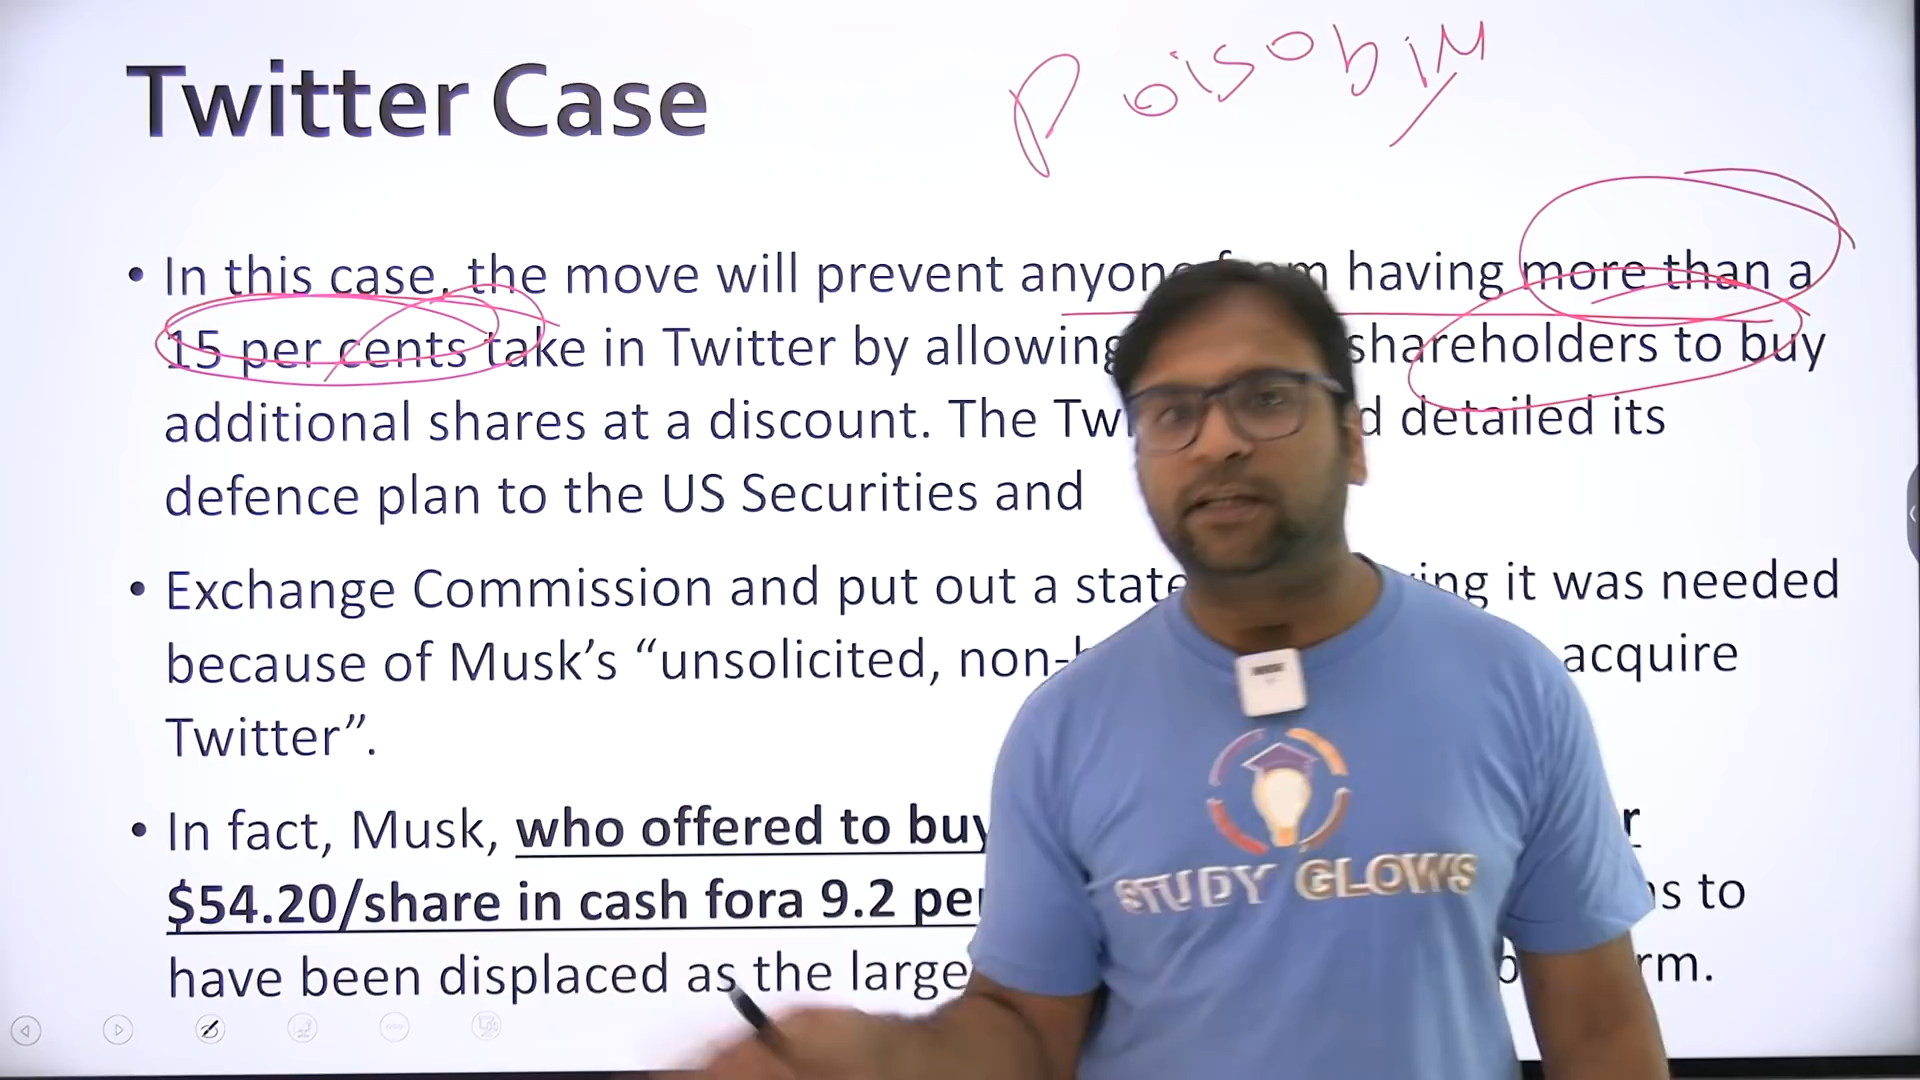 Twitter Case
• In this case, the move will prevent anyone from having more than a
15 per cents take in Twitter by allowing shareholders to buy
additional shares at a discount. The Tw d detailed its
defence plan to the US Securities and
• Exchange Commission and put out a state ing it was needed
because of Musk’s “unsolicited, non- acquire
Twitter”.
• In fact, Musk, who offered to buy r
$54.20/share in cash fora 9.2 per s to
have been displaced as the large rm.
STUDY GLOWS